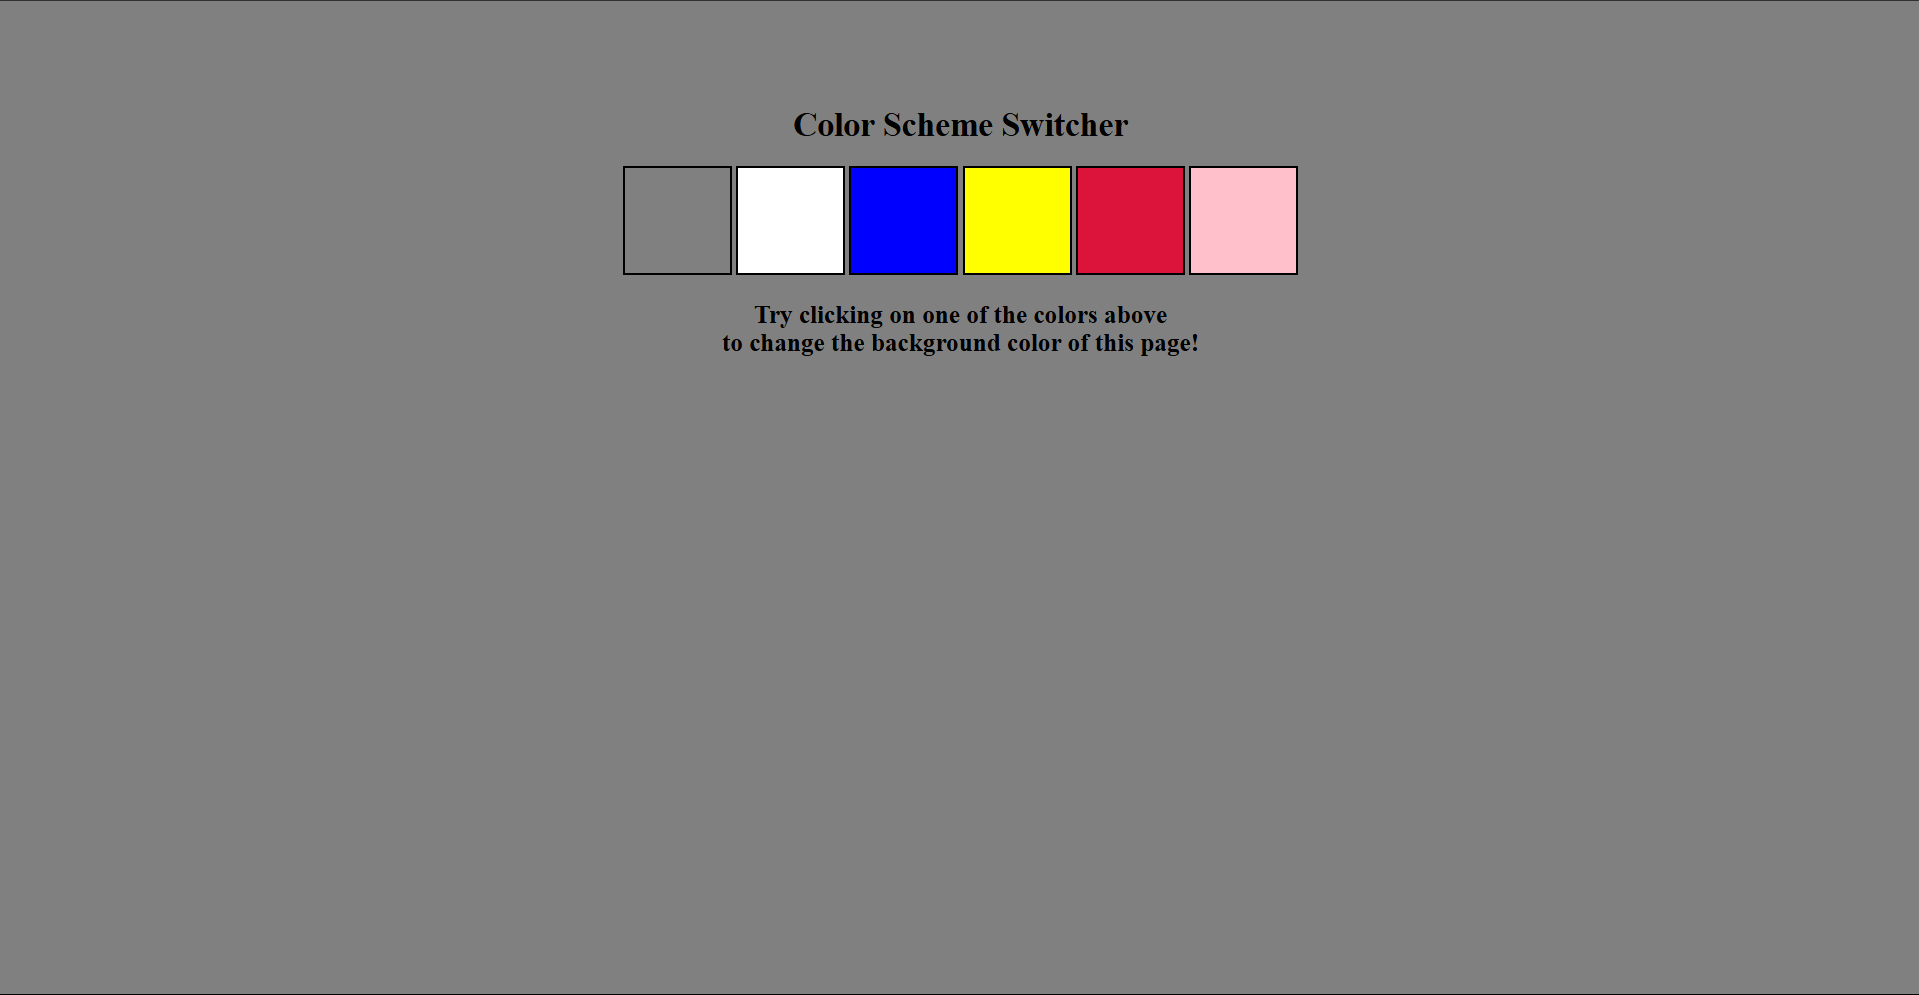 Color Scheme Switcher
Try clicking on one of the colors above
to change the background color of this page!